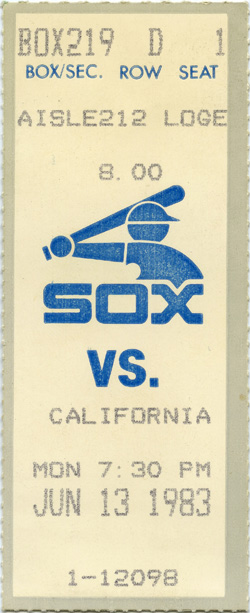 BOX219 D 1
BOX/SEC. ROW SEAT
AISLE212 LOGE
8.00
SOX
VS.
CALIFORNIA
MON 7:30 PM
JUN 13 1983
1-12098